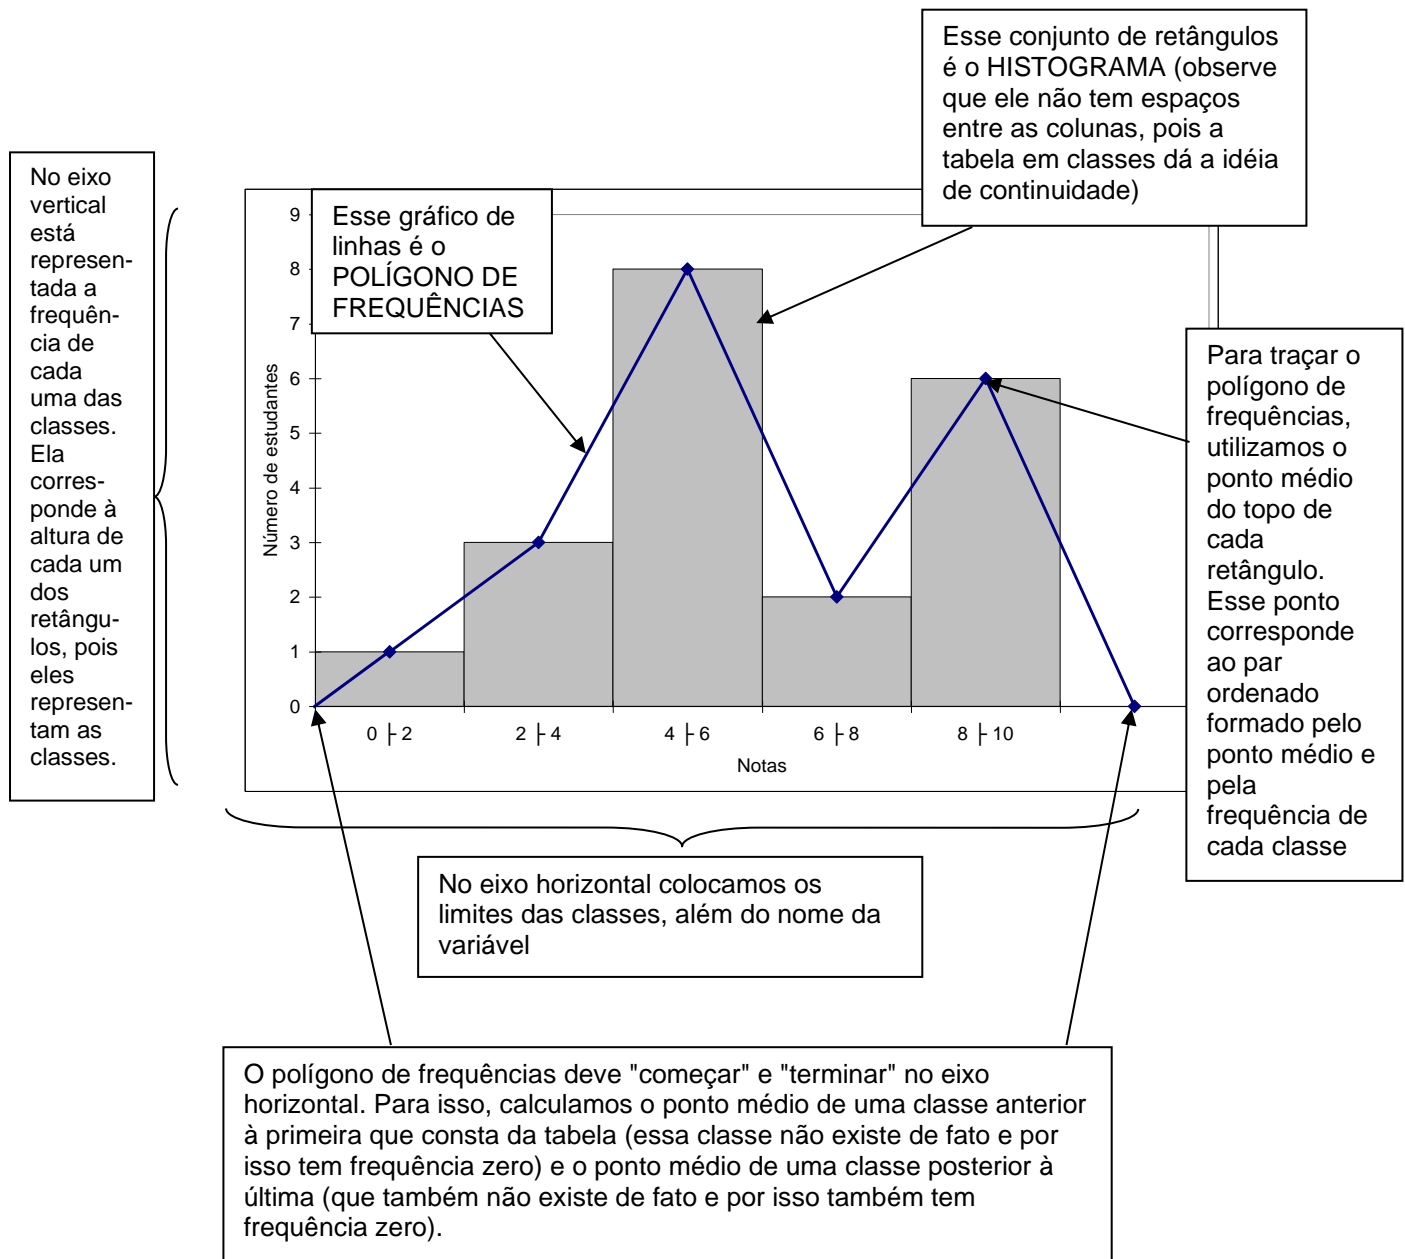 Esse conjunto de retângulos
é o HISTOGRAMA (observe
que ele não tem espaços
entre as colunas, pois a
tabela em classes dá a idéia
de continuidade)
No eixo
vertical
está
represen-
tada a
frequên-
cia de
cada
uma das
classes.
Ela
corres-
ponde à
altura de
cada um
dos
retângu-
los, pois
eles
represen-
tam as
classes.
Esse gráfico de
linhas é o
POLÍGONO DE
FREQUÊNCIAS
Número de estudantes
9
8
7
6
5
4
3
2
1
0
0 ├ 2
2 ├ 4
4 ├ 6
6 ├ 8
8 ├ 10
Notas
Para traçar o
polígono de
frequências,
utilizamos o
ponto médio
do topo de
cada
retângulo.
Esse ponto
corresponde
ao par
ordenado
formado pelo
ponto médio e
pela
frequência de
cada classe
No eixo horizontal colocamos os
limites das classes, além do nome da
variável
O polígono de frequências deve "começar" e "terminar" no eixo
horizontal. Para isso, calculamos o ponto médio de uma classe anterior
à primeira que consta da tabela (essa classe não existe de fato e por
isso tem frequência zero) e o ponto médio de uma classe posterior à
última (que também não existe de fato e por isso também tem
frequência zero).